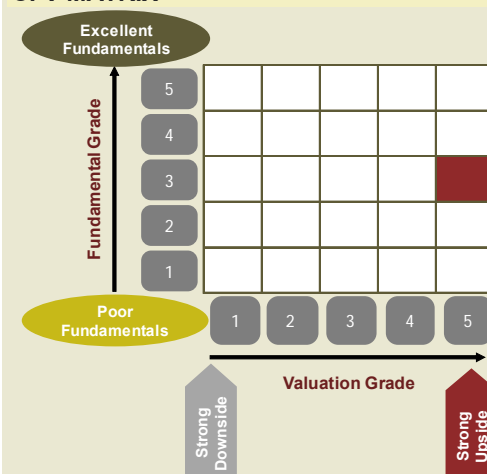 Excellent
Fundamentals
Fundamental Grade
5
4
3
2
1
Poor
Fundamentals
1
2
3
4
5
Valuation Grade
Strong
Downside
Strong
Upside